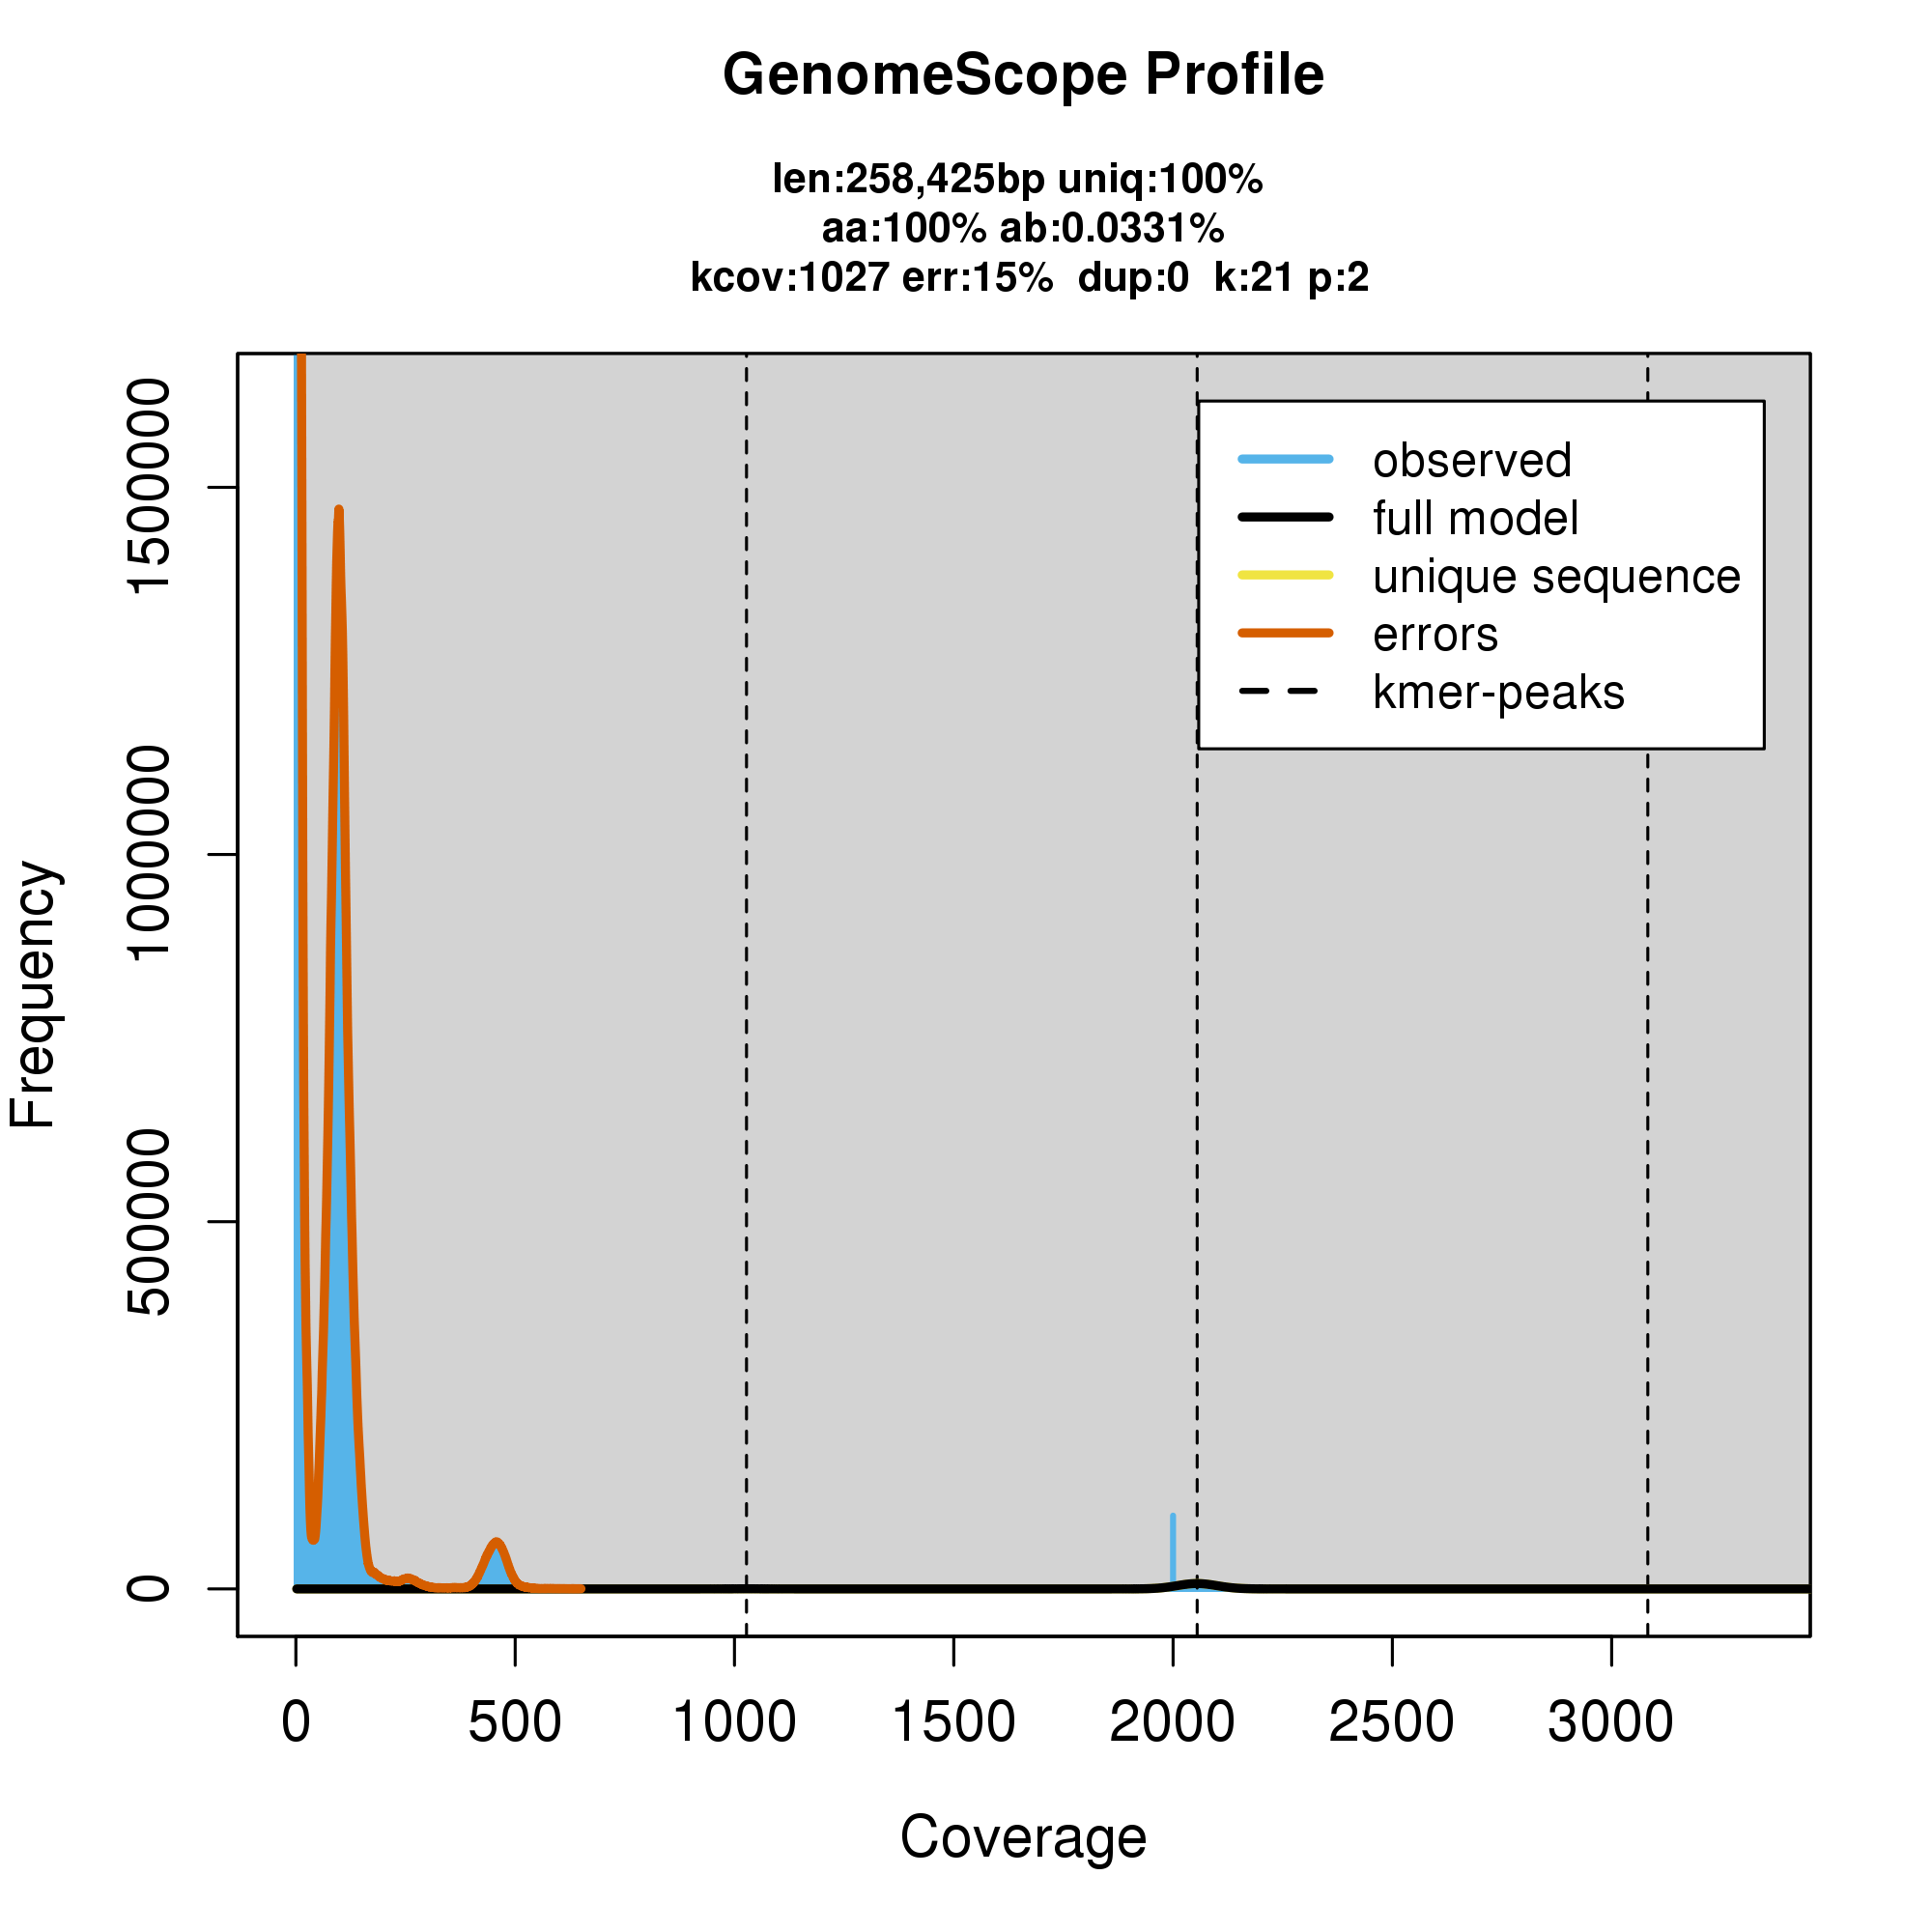 GenomeScope Profile
len:258,425bp uniq:100%
aa:100% ab:0.0331%
kcov:1027 err:15%  dup:0  k:21 p:2
observed
full model
unique sequence
errors
kmer-peaks
Frequency
1500000
1000000
500000
0
0 500 1000 1500 2000 2500 3000
Coverage